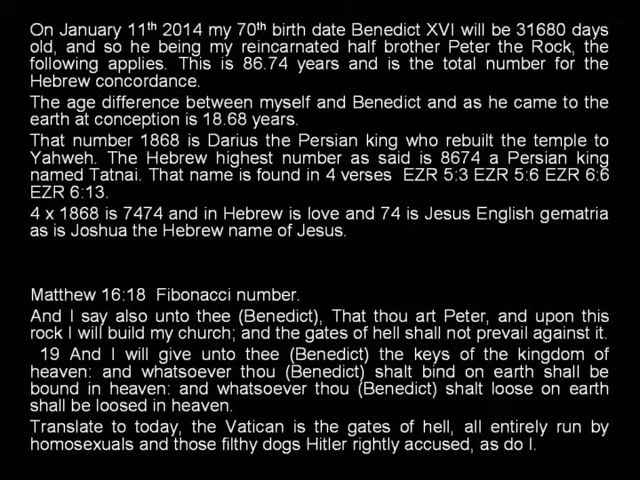 On January 11th 2014 my 70th birth date Benedict XVI will be 31680 days
old, and so he being my reincarnated half brother Peter the Rock, the
following applies. This is 86.74 years and is the total number for the
Hebrew concordance.
The age difference between myself and Benedict and as he came to the
earth at conception is 18.68 years.
That number 1868 is Darius the Persian king who rebuilt the temple to
Yahweh. The Hebrew highest number as said is 8674 a Persian king
named Tatnai. That name is found in 4 verses EZR 5:3 EZR 5:6 EZR 6:6
EZR 6:13.
4 x 1868 is 7474 and in Hebrew is love and 74 is Jesus English gematria
as is Joshua the Hebrew name of Jesus.
Matthew 16:18 Fibonacci number.
And I say also unto thee (Benedict), That thou art Peter, and upon this
rock I will build my church; and the gates of hell shall not prevail against it.
19 And I will give unto thee (Benedict) the keys of the kingdom of
heaven: and whatsoever thou (Benedict) shalt bind on earth shall be
bound in heaven: and whatsoever thou (Benedict) shalt loose on earth
shall be loosed in heaven.
Translate to today, the Vatican is the gates of hell, all entirely run by
homosexuals and those filthy dogs Hitler rightly accused, as do I.